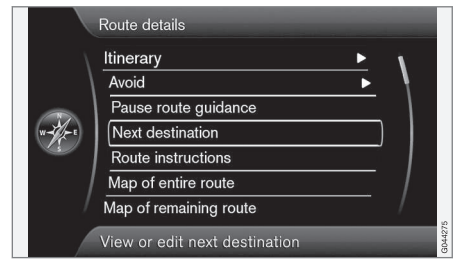 Route details
Itinerary
Avoid
Pause route guidance
N
W E
S
Next destination
Route instructions
Map of entire route
Map of remaining route
View or edit next destination
G044275